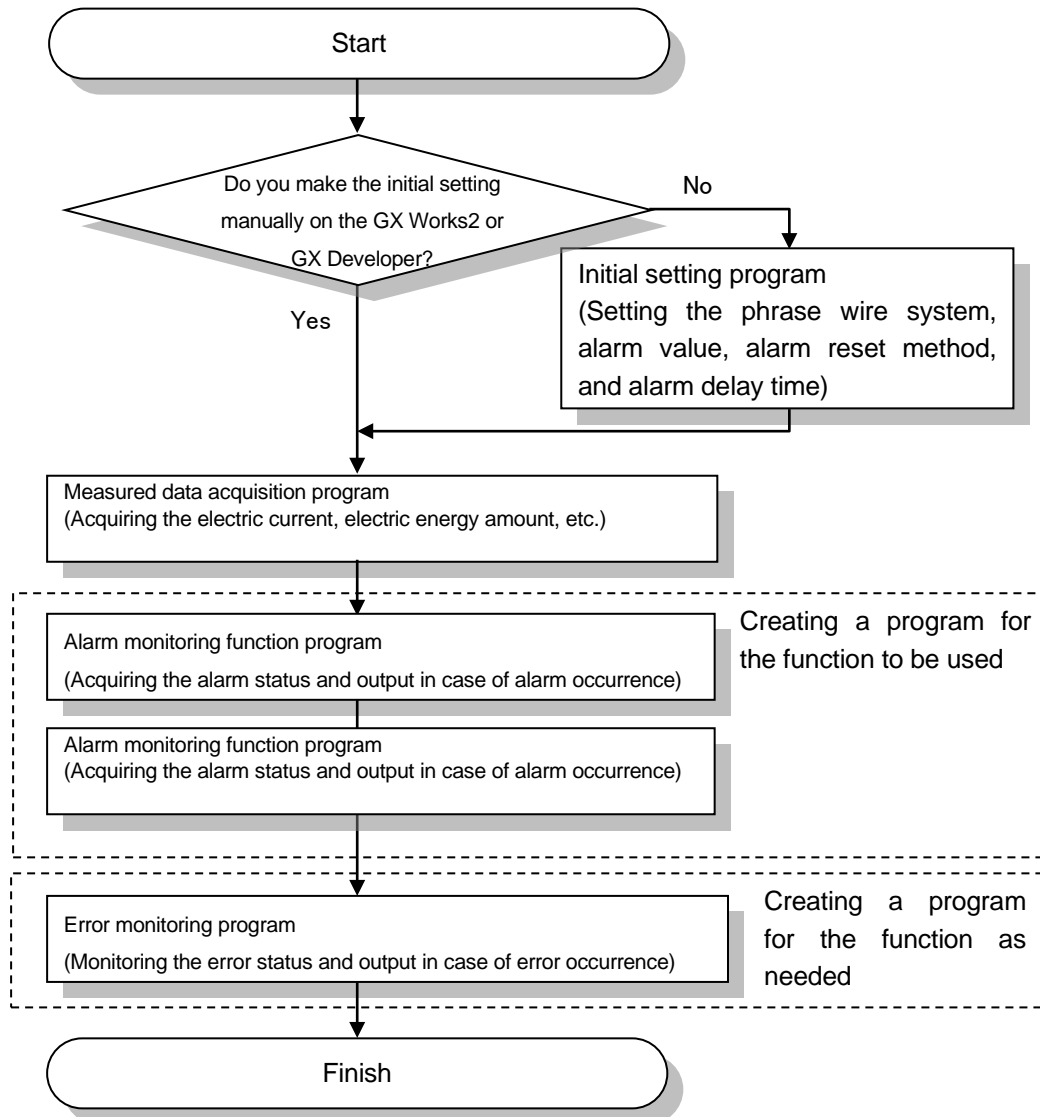 Start
Do you make the initial setting
manually on the GX Works2 or
GX Developer?
No
Yes
Initial setting program
(Setting the phrase wire system,
alarm value, alarm reset method,
and alarm delay time)
Measured data acquisition program
(Acquiring the electric current, electric energy amount, etc.)
Alarm monitoring function program
(Acquiring the alarm status and output in case of alarm occurrence)
Creating a program for
the function to be used
Alarm monitoring function program
(Acquiring the alarm status and output in case of alarm occurrence)
Error monitoring program
(Monitoring the error status and output in case of error occurrence)
Creating a program
for the function as
needed
Finish